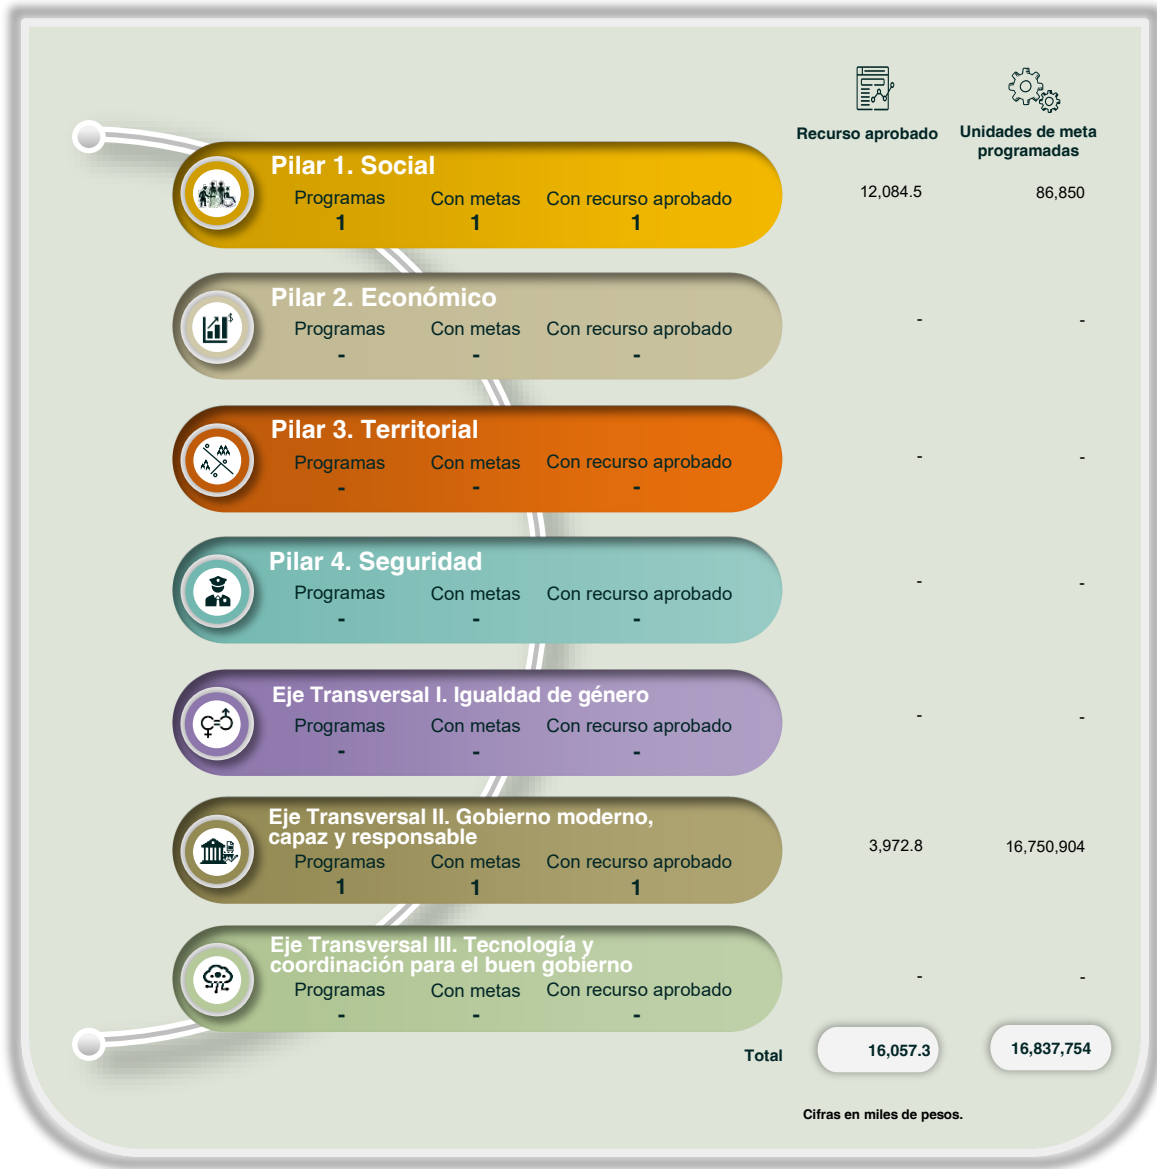 Recurso aprobado
Unidades de meta
programadas
Pilar 1. Social
Programas Con metas Con recurso aprobado
1 1 1
12,084.5 86,850
Pilar 2. Económico
Programas Con metas Con recurso aprobado
- - -
- -
Pilar 3. Territorial
Programas Con metas Con recurso aprobado
- - -
- -
Pilar 4. Seguridad
Programas Con metas Con recurso aprobado
- - -
- -
Eje Transversal I. Igualdad de género
Programas Con metas Con recurso aprobado
- - -
- -
Eje Transversal II. Gobierno moderno,
capaz y responsable
Programas Con metas Con recurso aprobado
1 1 1
3,972.8 16,750,904
Eje Transversal III. Tecnología y
coordinación para el buen gobierno
Programas Con metas Con recurso aprobado
- - -
- -
Total 16,057.3 16,837,754
Cifras en miles de pesos.